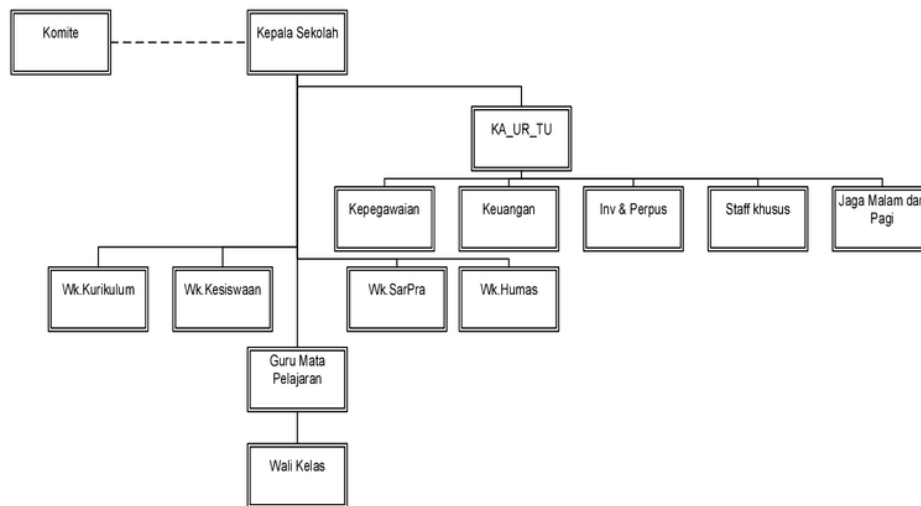 Komite
Kepala Sekolah
KA_UR_TU
Kepegawaian
Keuangan
Inv & Perpus
Staff khusus
Jaga Malam dan
Pagi
Wk.Kurikulum
Wk.Kesiswaan
Wk.SarPra
Wk.Humas
Guru Mata
Pelajaran
Wali Kelas